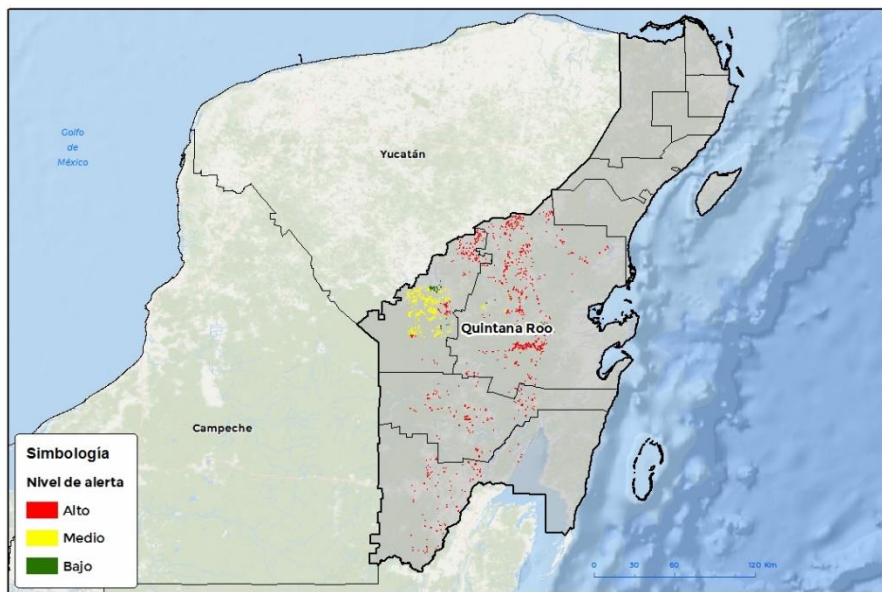 Golfo
de
México
Yucatán
Quintana Roo
Campeche
Simbología
Nivel de alerta
Alto
Medio
Bajo
0 30 60 120 Km